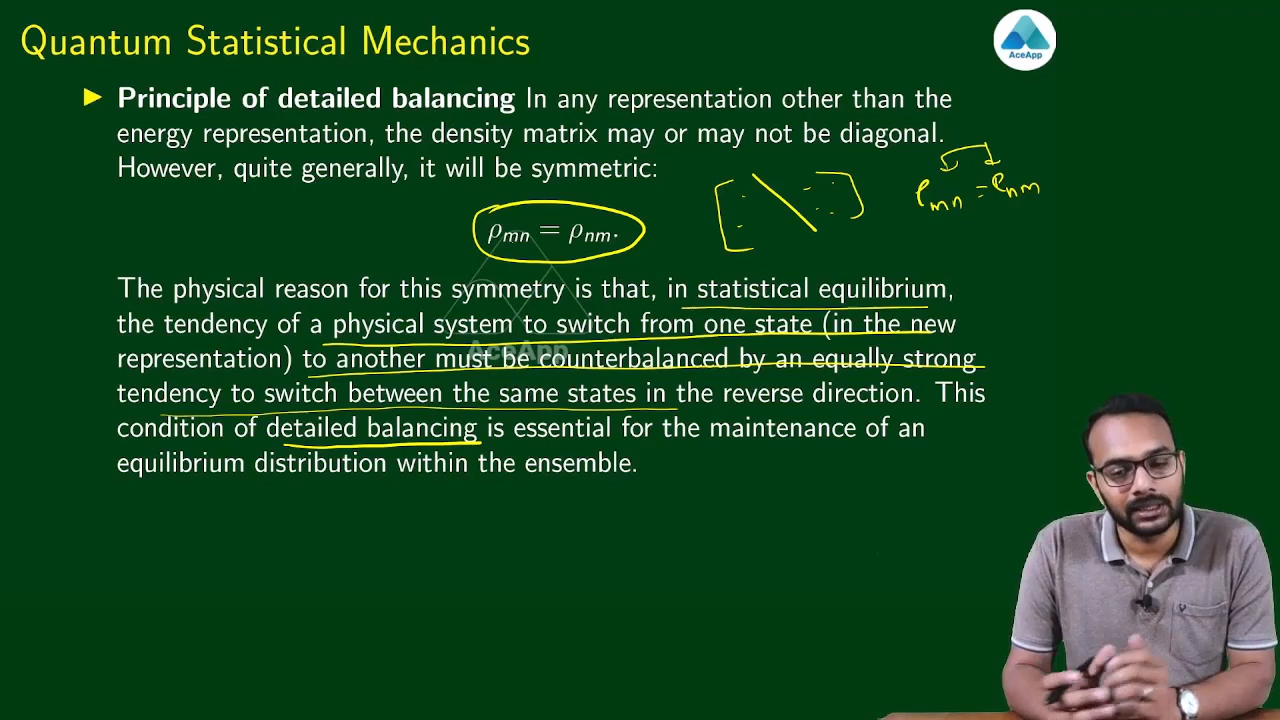 Quantum Statistical Mechanics
AceApp
▶ Principle of detailed balancing In any representation other than the
energy representation, the density matrix may or may not be diagonal.
However, quite generally, it will be symmetric:
ρmn = ρnm
ρmn = ρnm.
The physical reason for this symmetry is that, in statistical equilibrium,
the tendency of a physical system to switch from one state (in the new
representation) to another must be counterbalanced by an equally strong
AceApp
tendency to switch between the same states in the reverse direction. This
condition of detailed balancing is essential for the maintenance of an
equilibrium distribution within the ensemble.